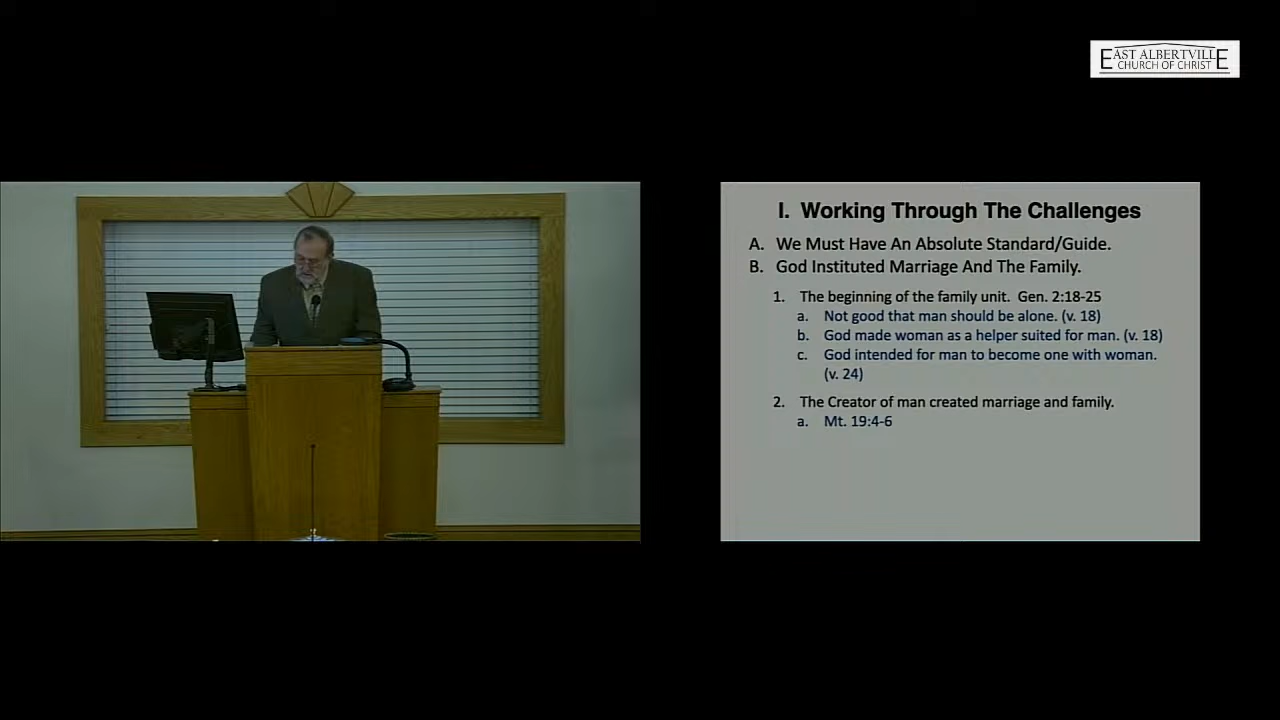 EAST ALBERTVILLE
CHURCH OF CHRIST
I. Working Through The Challenges
A. We Must Have An Absolute Standard/Guide.
B. God Instituted Marriage And The Family.
1. The beginning of the family unit. Gen. 2:18-25
a. Not good that man should be alone. (v. 18)
b. God made woman as a helper suited for man. (v. 18)
c. God intended for man to become one with woman.
(v. 24)
2. The Creator of man created marriage and family.
a. Mt. 19:4-6